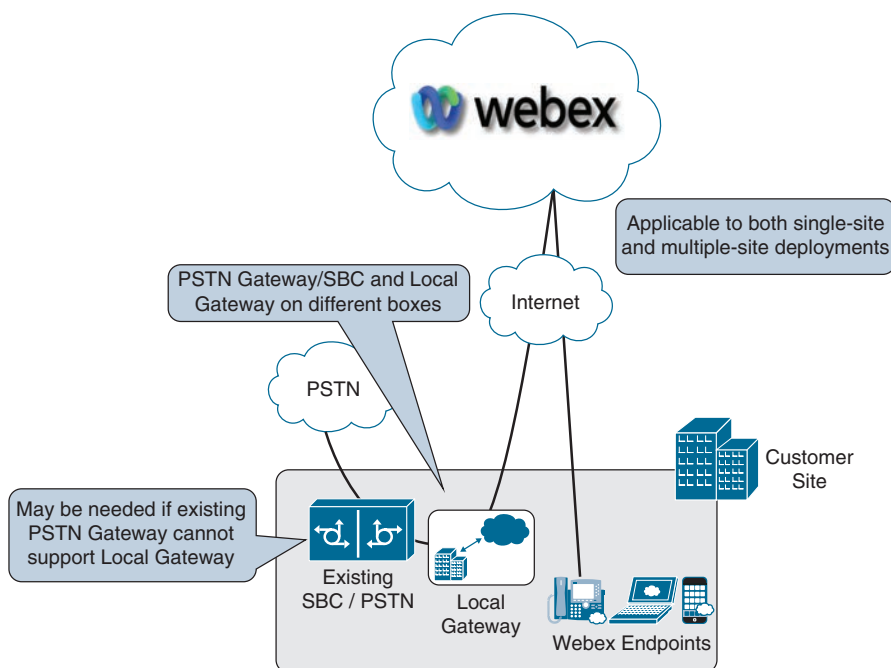 webex
Applicable to both single-site
and multiple-site deployments
PSTN Gateway/SBC and Local
Gateway on different boxes
Internet
PSTN
Customer
Site
May be needed if existing
PSTN Gateway cannot
support Local Gateway
Existing
SBC / PSTN
Local
Gateway
Webex Endpoints